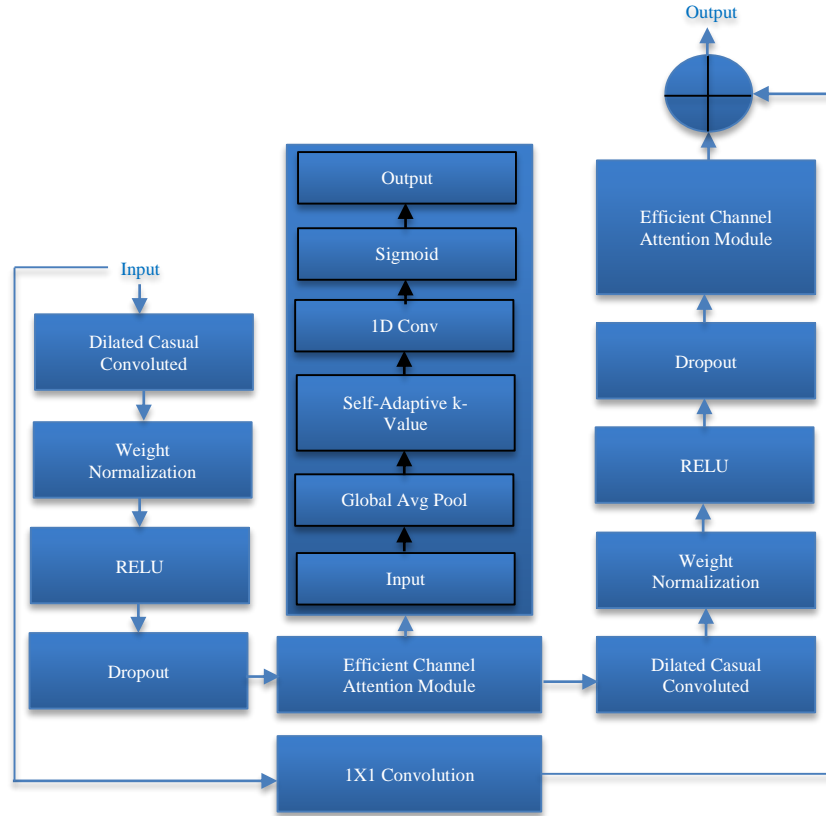 Input
Dilated Casual
Convoluted
Weight
Normalization
RELU
Dropout
Output
Sigmoid
1D Conv
Self-Adaptive k-
Value
Global Avg Pool
Input
Efficient Channel
Attention Module
1X1 Convolution
Output
Efficient Channel
Attention Module
Dropout
RELU
Weight
Normalization
Dilated Casual
Convoluted